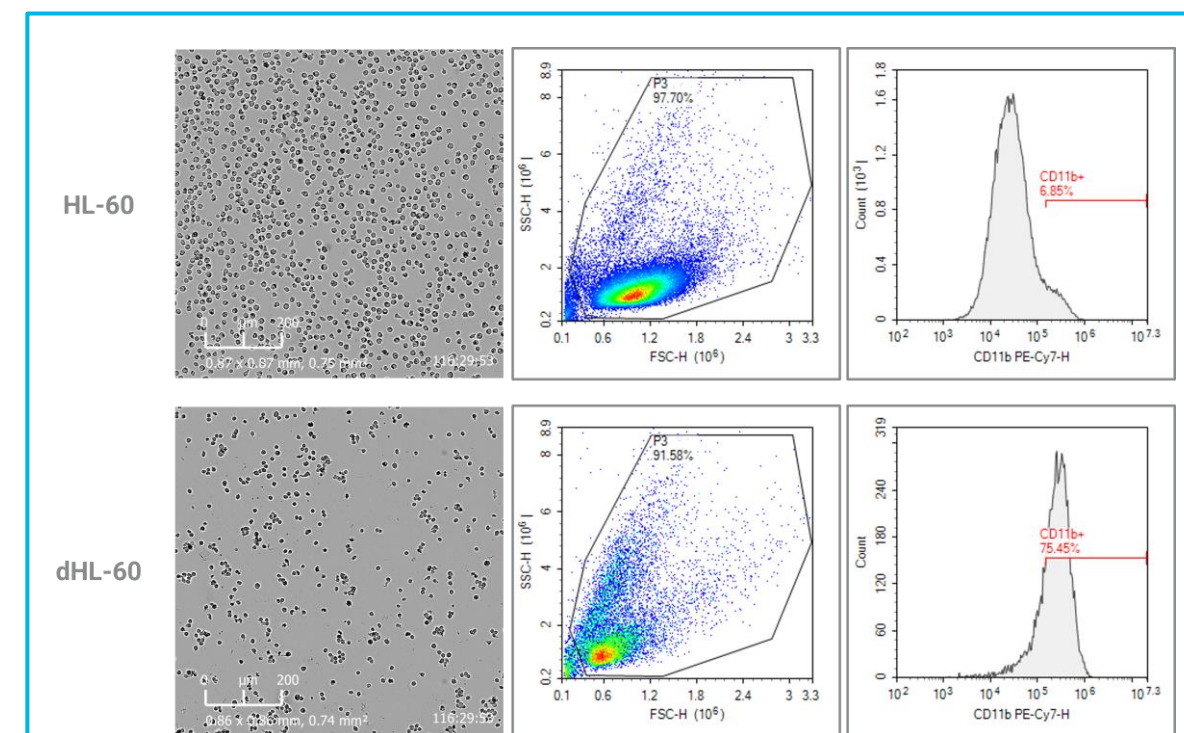 HL-60
0 µm 200
0.87 x 0.87 mm, 0.75 mm²
116:29:53
SSC-H (10⁶)
8.9
8
6
4
2
0.2
P3
97.70%
0.1 0.6 1.2 1.8 2.4 3 3.3
FSC-H (10⁶)
Count (10³)
1.8
1.6
1.2
0.8
0.4
0
CD11b+
6.85%
10² 10³ 10⁴ 10⁵ 10⁶ 10⁷·³
CD11b PE-Cy7-H
dHL-60
0 µm 200
0.86 x 0.86 mm, 0.74 mm²
116:29:53
SSC-H (10⁶)
8.9
8
6
4
2
0.2
P3
91.58%
0.1 0.6 1.2 1.8 2.4 3 3.3
FSC-H (10⁶)
Count
319
240
180
120
60
0
CD11b+
75.45%
10² 10³ 10⁴ 10⁵ 10⁶ 10⁷·³
CD11b PE-Cy7-H